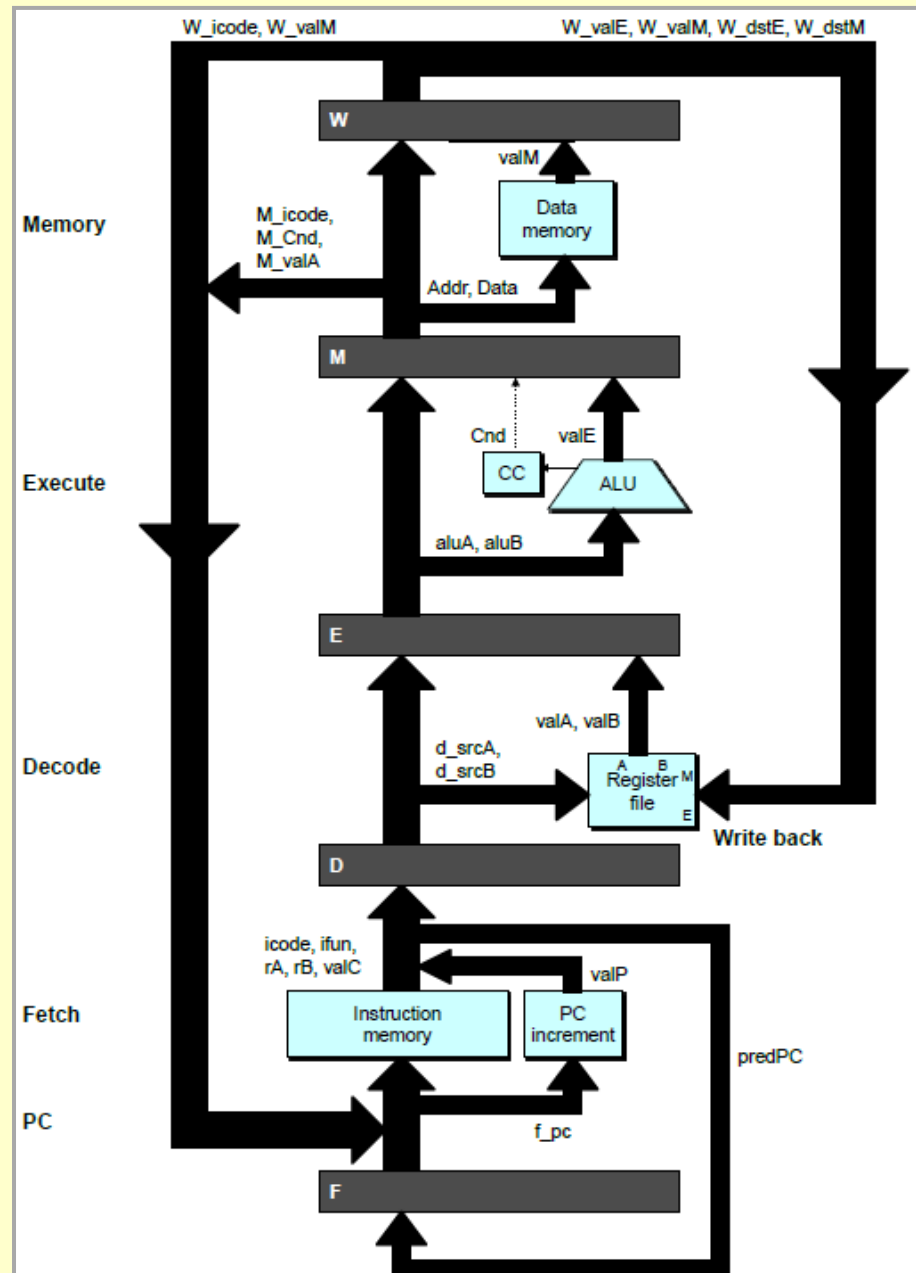 W_icode, W_valM
W_valE, W_valM, W_dstE, W_dstM
W
valM
Data
memory
Memory
M_icode,
M_Cnd,
M_valA
Addr, Data
M
Cnd
valE
CC
ALU
Execute
aluA, aluB
E
valA, valB
d_srcA,
d_srcB
Decode
A
B
M
Register
file
E
Write back
D
icode, ifun,
rA, rB, valC
valP
Fetch
Instruction
memory
PC
increment
predPC
PC
f_pc
F